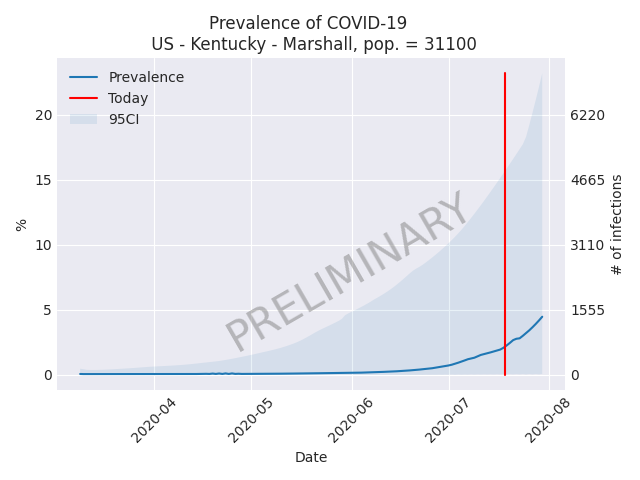 Prevalence of COVID-19
US - Kentucky - Marshall, pop. = 31100
Prevalence
Today
95CI
20
15
10
5
0
%
6220
4665
3110
1555
0
# of infections
PRELIMINARY
2020-04
2020-05
2020-06
2020-07
2020-08
Date